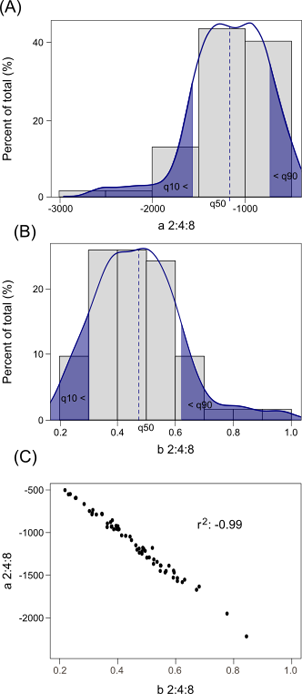 (A)
Percent of total (%)
40
20
0
q10 <
q50
< q90
-3000 -2000 -1000
a 2:4:8
(B)
Percent of total (%)
20
10
0
q10 <
q50
< q90
0.2 0.4 0.6 0.8 1.0
b 2:4:8
(C)
a 2:4:8
-500
-1000
-1500
-2000
r²: -0.99
0.2 0.4 0.6 0.8 1.0
b 2:4:8